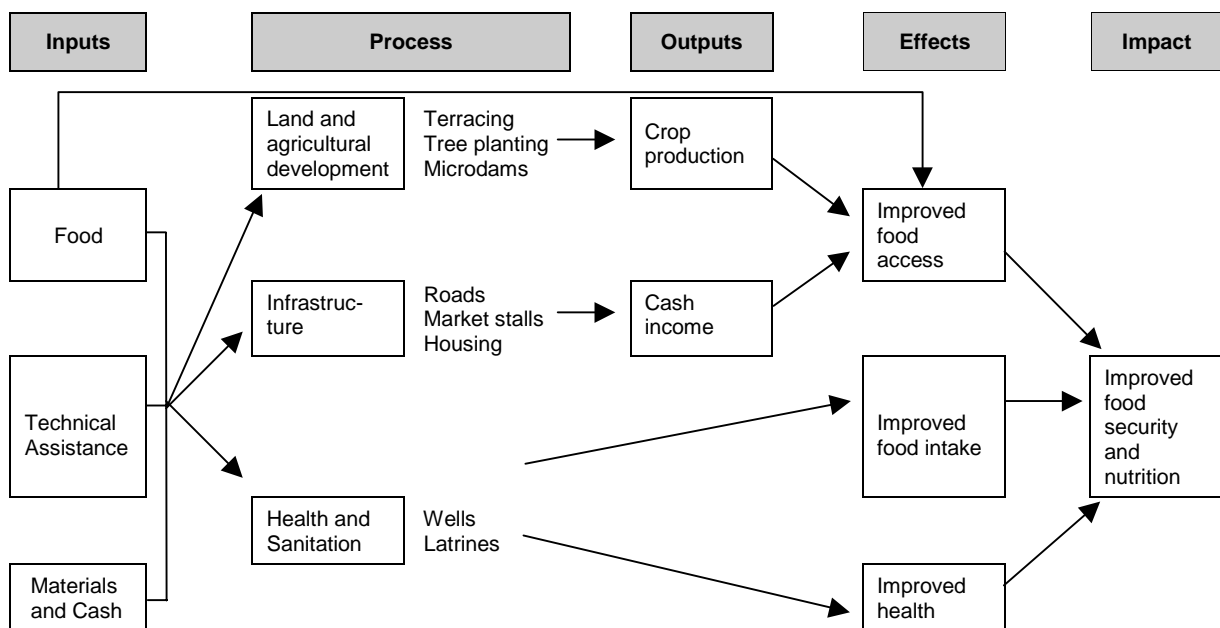 Inputs
Process
Outputs
Effects
Impact
Land and
agricultural
development
Terracing
Tree planting
Microdams
Crop
production
Food
Improved
food
access
Infrastruc-
ture
Roads
Market stalls
Housing
Cash
income
Technical
Assistance
Improved
food intake
Improved
food
security
and
nutrition
Health and
Sanitation
Wells
Latrines
Materials
and Cash
Improved
health